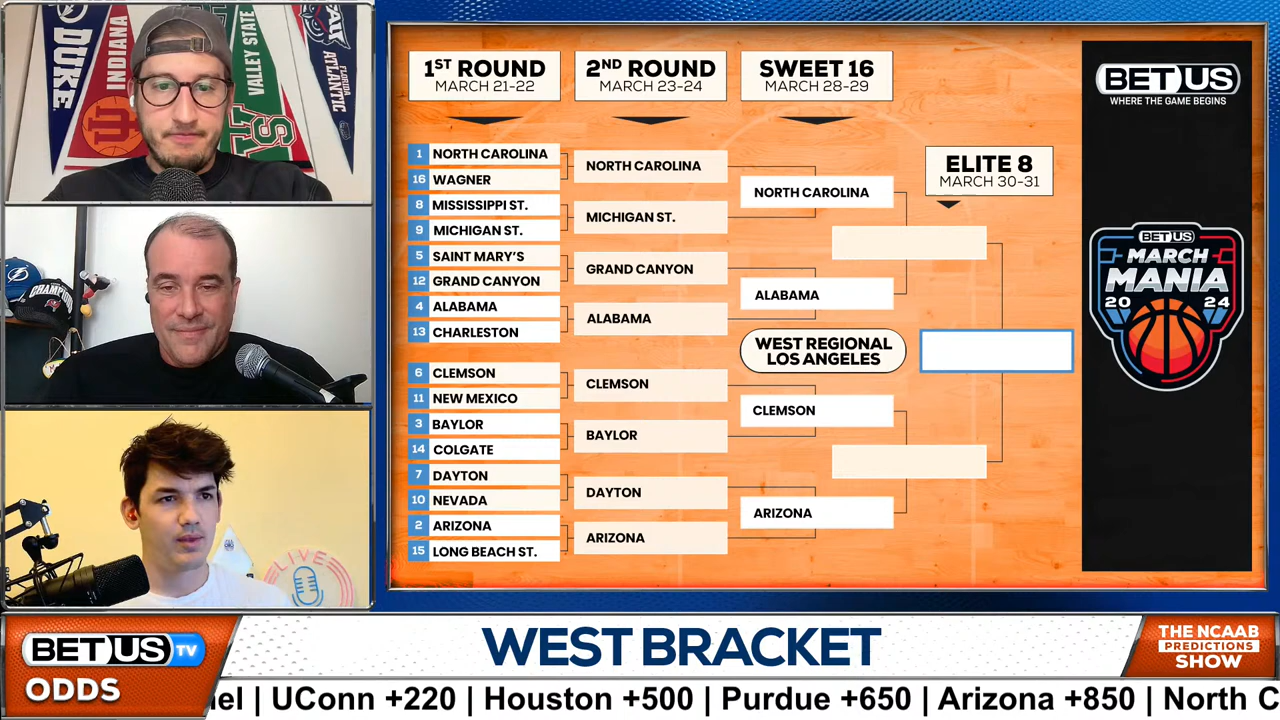 DUKE
INDIANA
VALLEY STATE
FAU
FLORIDA ATLANTIC
CHAMPIONS
LIVE
1ST ROUND
MARCH 21-22
2ND ROUND
MARCH 23-24
SWEET 16
MARCH 28-29
ELITE 8
MARCH 30-31
1 NORTH CAROLINA
16 WAGNER
8 MISSISSIPPI ST.
9 MICHIGAN ST.
5 SAINT MARY'S
12 GRAND CANYON
4 ALABAMA
13 CHARLESTON
6 CLEMSON
11 NEW MEXICO
3 BAYLOR
14 COLGATE
7 DAYTON
10 NEVADA
2 ARIZONA
15 LONG BEACH ST.
NORTH CAROLINA
MICHIGAN ST.
GRAND CANYON
ALABAMA
CLEMSON
BAYLOR
DAYTON
ARIZONA
NORTH CAROLINA
ALABAMA
CLEMSON
ARIZONA
WEST REGIONAL
LOS ANGELES
BETUS
WHERE THE GAME BEGINS
BETUS
MARCH
MANIA
20 24
BETUS TV
ODDS
WEST BRACKET
THE NCAAB
PREDICTIONS
SHOW
el | UConn +220 | Houston +500 | Purdue +650 | Arizona +850 | North C